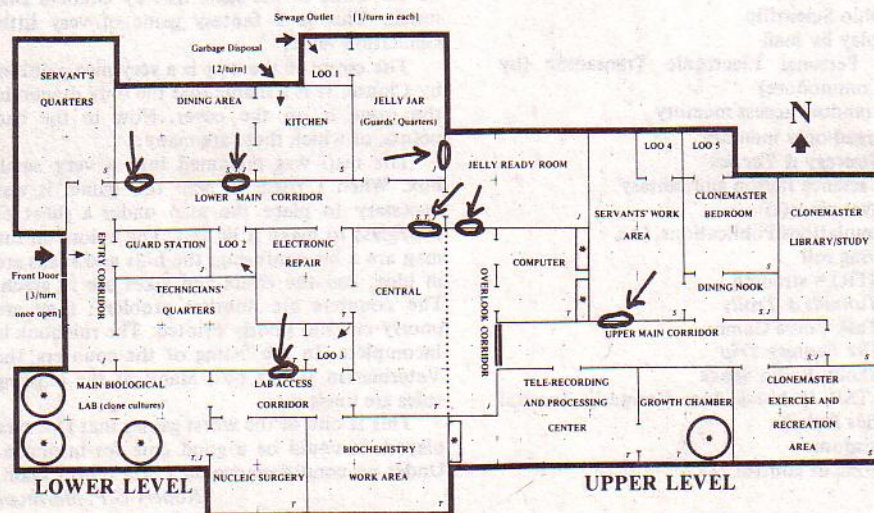 Sewage Outlet [1/turn in each]
Garbage Disposal
[2/turn]
SERVANT'S
QUARTERS
DINING AREA
KITCHEN
LOO 1
JELLY JAR
(Guards' Quarters)
N
JELLY READY ROOM
LOO 4
LOO 5
CLONEMASTER
BEDROOM
SERVANTS' WORK
AREA
CLONEMASTER
LIBRARY/STUDY
LOWER MAIN CORRIDOR
S
S
S, J
S
J
S, T
J
Front Door
[3/turn
once open]
ENTRY CORRIDOR
GUARD STATION
LOO 2
ELECTRONIC
REPAIR
TECHNICIANS'
QUARTERS
CENTRAL
LOO 3
OVERLOOK CORRIDOR
COMPUTER
*
*
DINING NOOK
UPPER MAIN CORRIDOR
S
T
T
T
T
S
S, J
S, J
S
MAIN BIOLOGICAL
LAB (clone cultures)
LAB ACCESS
CORRIDOR
BIOCHEMISTRY
WORK AREA
NUCLEIC SURGERY
TELE-RECORDING
AND PROCESSING
CENTER
GROWTH CHAMBER
CLONEMASTER
EXERCISE AND
RECREATION
AREA
*
T
T
T
T
T
T
S
LOWER LEVEL
UPPER LEVEL